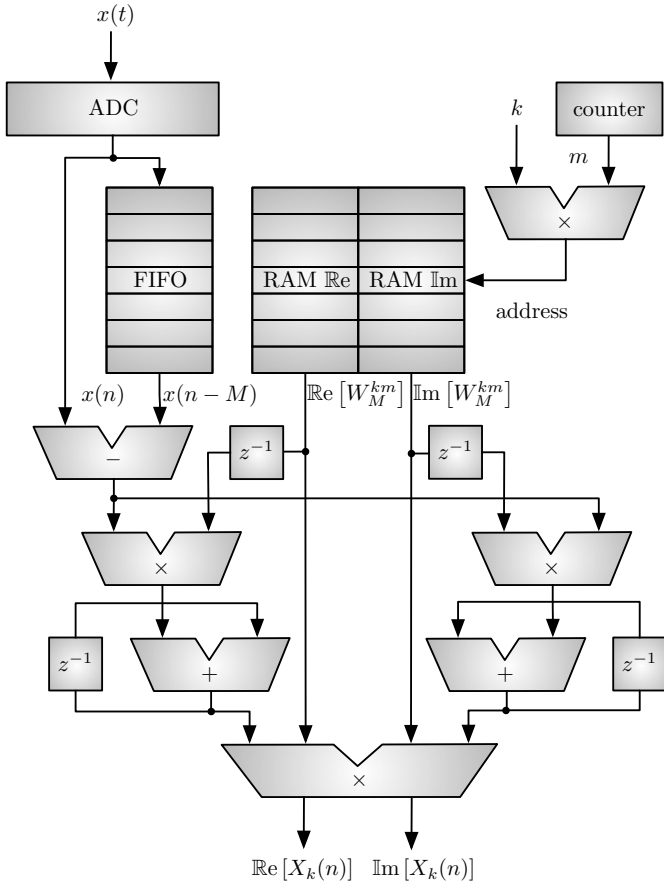 x(t)
ADC
k
counter
m
×
FIFO
RAM ℝe
RAM 𝕀m
address
x(n)
x(n − M)
ℝe [W_M^{km}]
𝕀m [W_M^{km}]
−
z^{−1}
z^{−1}
×
×
z^{−1}
+
+
z^{−1}
×
ℝe [X_k(n)]
𝕀m [X_k(n)]